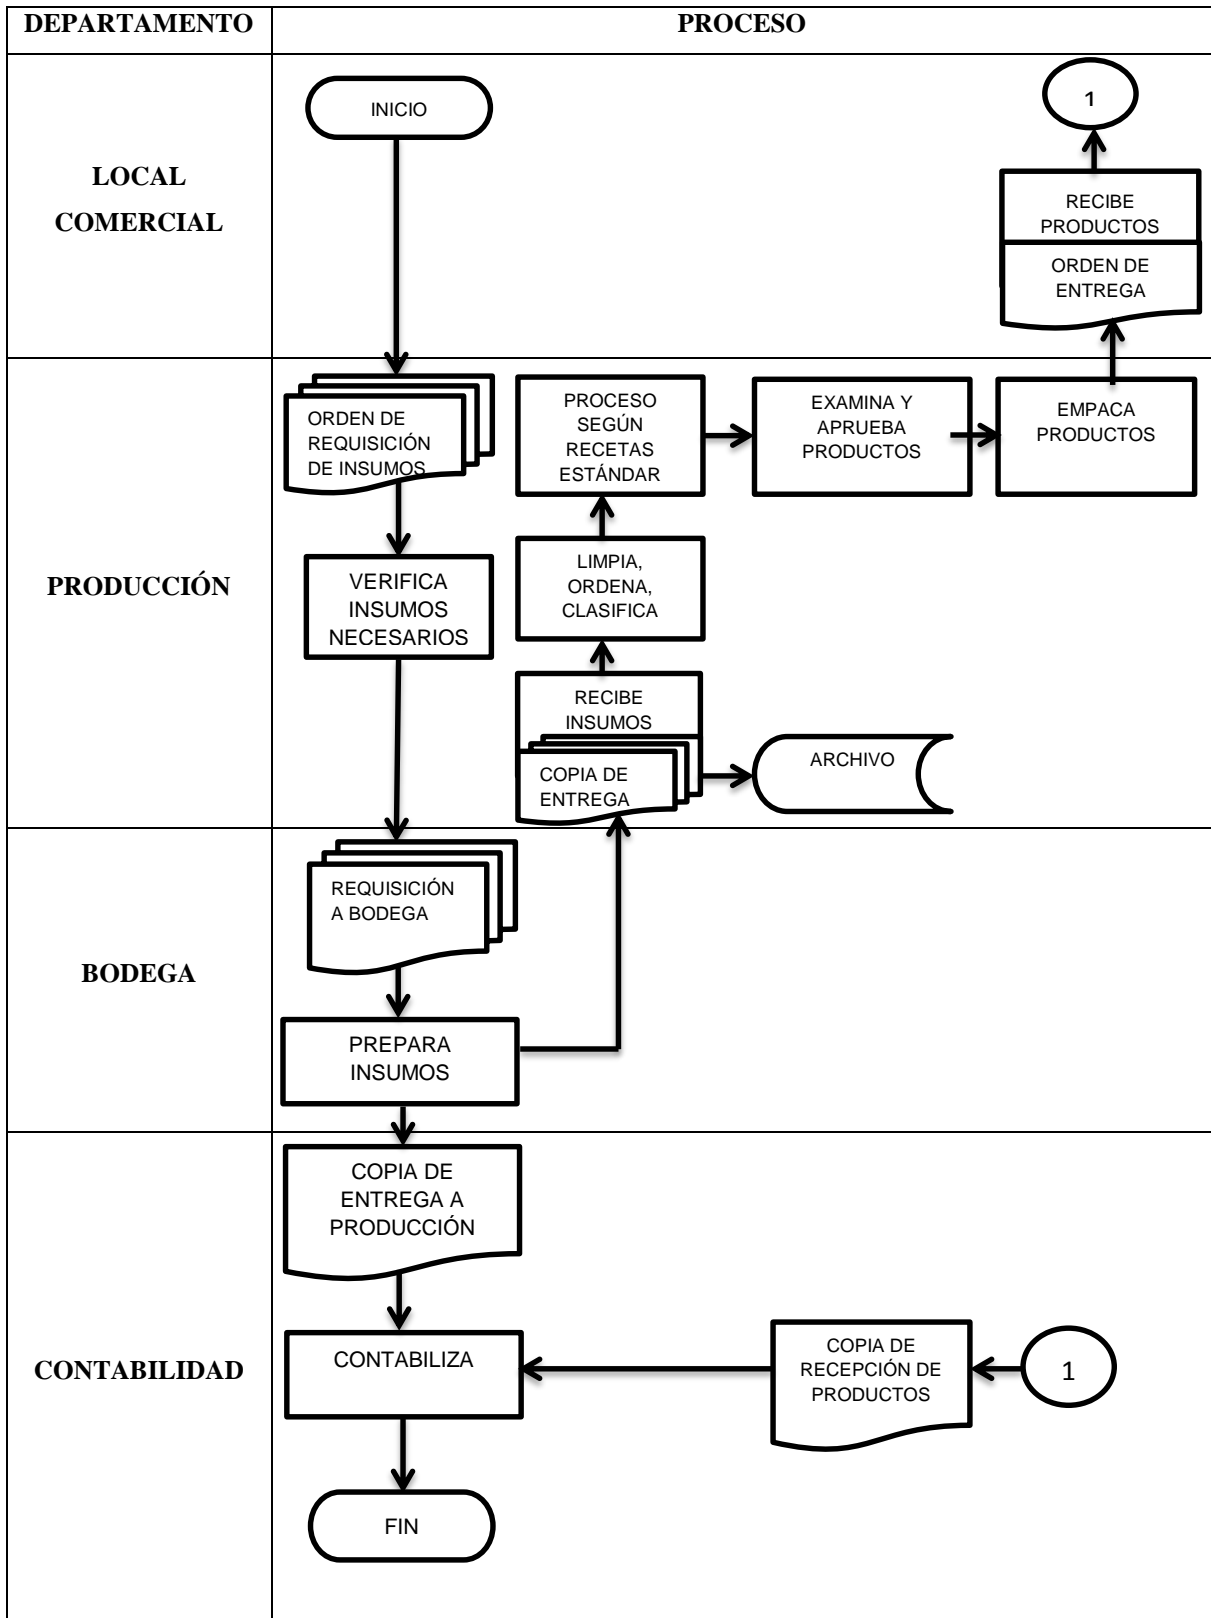 DEPARTAMENTO
PROCESO
LOCAL
COMERCIAL
INICIO
1
RECIBE
PRODUCTOS
ORDEN DE
ENTREGA
PRODUCCIÓN
ORDEN DE
REQUISICIÓN
DE INSUMOS
PROCESO
SEGÚN
RECETAS
ESTÁNDAR
EXAMINA Y
APRUEBA
PRODUCTOS
EMPACA
PRODUCTOS
VERIFICA
INSUMOS
NECESARIOS
LIMPIA,
ORDENA,
CLASIFICA
RECIBE
INSUMOS
COPIA DE
ENTREGA
ARCHIVO
BODEGA
REQUISICIÓN
A BODEGA
PREPARA
INSUMOS
CONTABILIDAD
COPIA DE
ENTREGA A
PRODUCCIÓN
CONTABILIZA
COPIA DE
RECEPCIÓN DE
PRODUCTOS
1
FIN